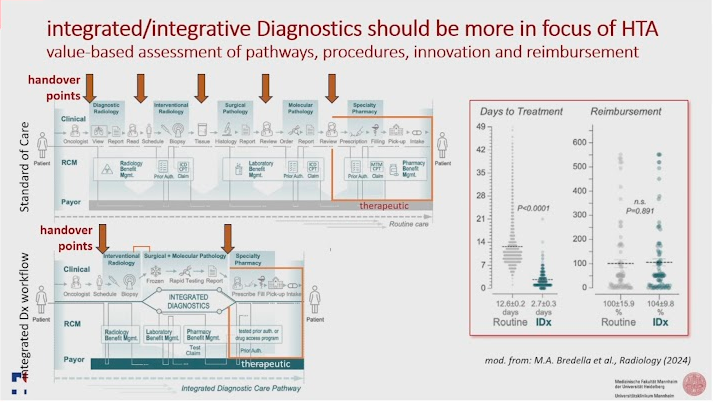 integrated/integrative Diagnostics should be more in focus of HTA
value-based assessment of pathways, procedures, innovation and reimbursement
handover
points
Standard of Care
Diagnostic
Radiology
Interventional
Radiology
Surgical
Pathology
Molecular
Pathology
Specialty
Pharmacy
Clinical
Oncologist View Report Read Schedule Biopsy Tissue Histology Report Review Order Report Review Prescription Filling Pick-up Intake
Patient
Patient
RCM
Radiology
Benefit
Mgmt.
Prior Auth. Claim
Laboratory
Benefit
Mgmt.
Prior Auth. Claim
Prior Auth. Claim
Pharmacy
Benefit
Mgmt.
Payor
therapeutic
Routine care
handover
points
Integrated Dx workflow
Interventional
Radiology
Surgical + Molecular Pathology
Specialty
Pharmacy
Clinical
Frozen Rapid Testing Report
Oncologist Schedule Biopsy
Prescribe Fill Pick-up Intake
INTEGRATED
DIAGNOSTICS
Patient
Patient
RCM
Radiology
Benefit
Mgmt.
Laboratory
Benefit
Mgmt.
Pharmacy
Benefit
Mgmt.
Test
Claim
tested prior auth. or
drug access program
Prior Auth.
Payor
therapeutic
Integrated Diagnostic Care Pathway
Days to Treatment
49
42
35
28
21
14
7
0
P<0.0001
12.6±0.2
days
Routine
2.7±0.3
days
IDx
Reimbursement
600
500
400
300
200
100
0
n.s.
P=0.891
100±15.9
%
Routine
104±9.8
%
IDx
mod. from: M.A. Bredella et al., Radiology (2024)
Medizinische Fakultät Mannheim
der Universität Heidelberg
Universitätsklinikum Mannheim